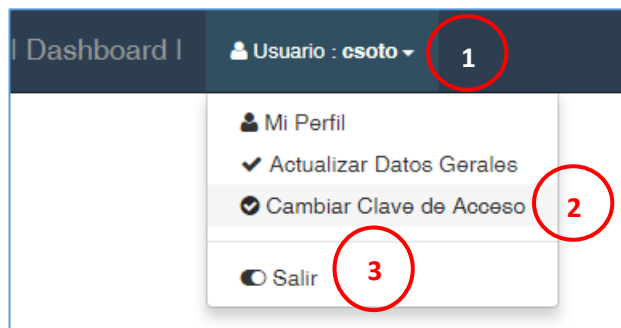 | Dashboard |
Usuario : csoto
1
Mi Perfil
Actualizar Datos Gerales
Cambiar Clave de Acceso
2
Salir
3